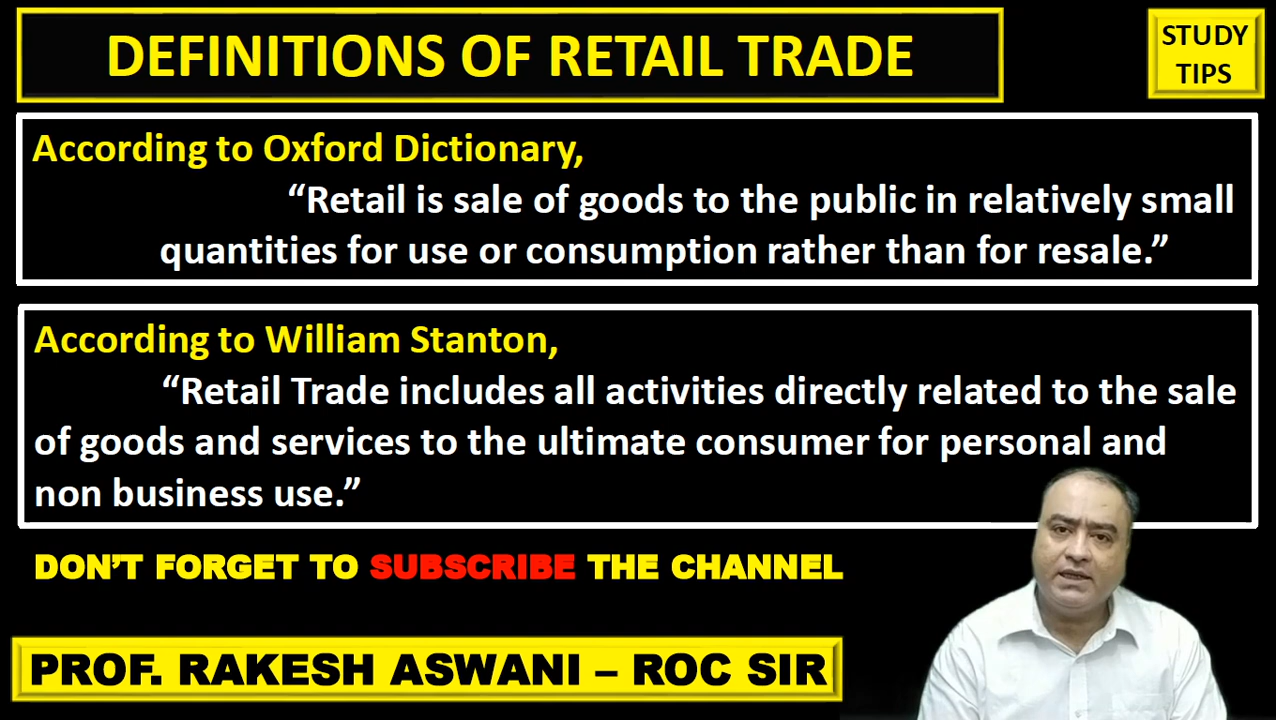 DEFINITIONS OF RETAIL TRADE
STUDY
TIPS
According to Oxford Dictionary,
“Retail is sale of goods to the public in relatively small
quantities for use or consumption rather than for resale.”
According to William Stanton,
“Retail Trade includes all activities directly related to the sale
of goods and services to the ultimate consumer for personal and
non business use.”
DON’T FORGET TO SUBSCRIBE THE CHANNEL
PROF. RAKESH ASWANI – ROC SIR